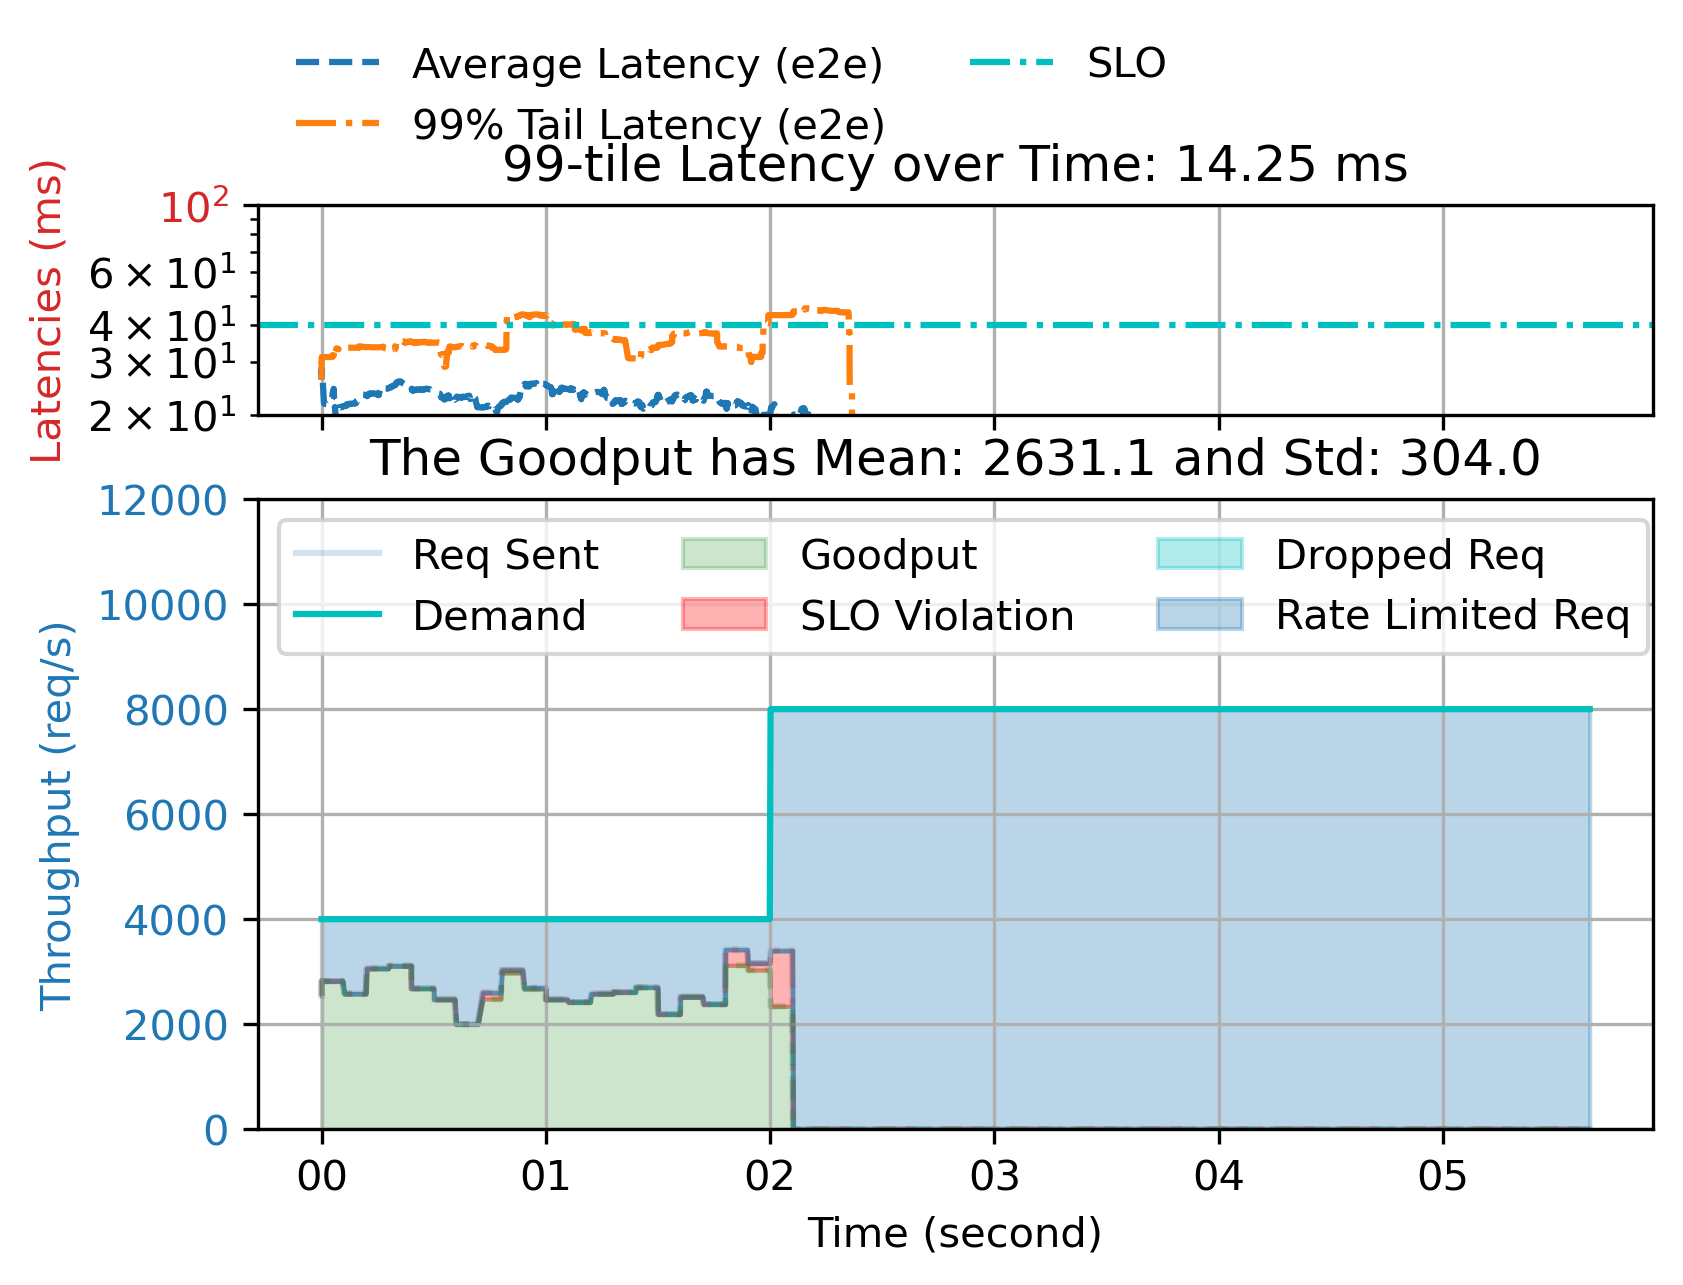 Average Latency (e2e)
SLO
99% Tail Latency (e2e)
99-tile Latency over Time: 14.25 ms
Latencies (ms)
10²
6 × 10¹
4 × 10¹
3 × 10¹
2 × 10¹
The Goodput has Mean: 2631.1 and Std: 304.0
Throughput (req/s)
12000
10000
8000
6000
4000
2000
0
Req Sent
Demand
Goodput
SLO Violation
Dropped Req
Rate Limited Req
00 01 02 03 04 05
Time (second)